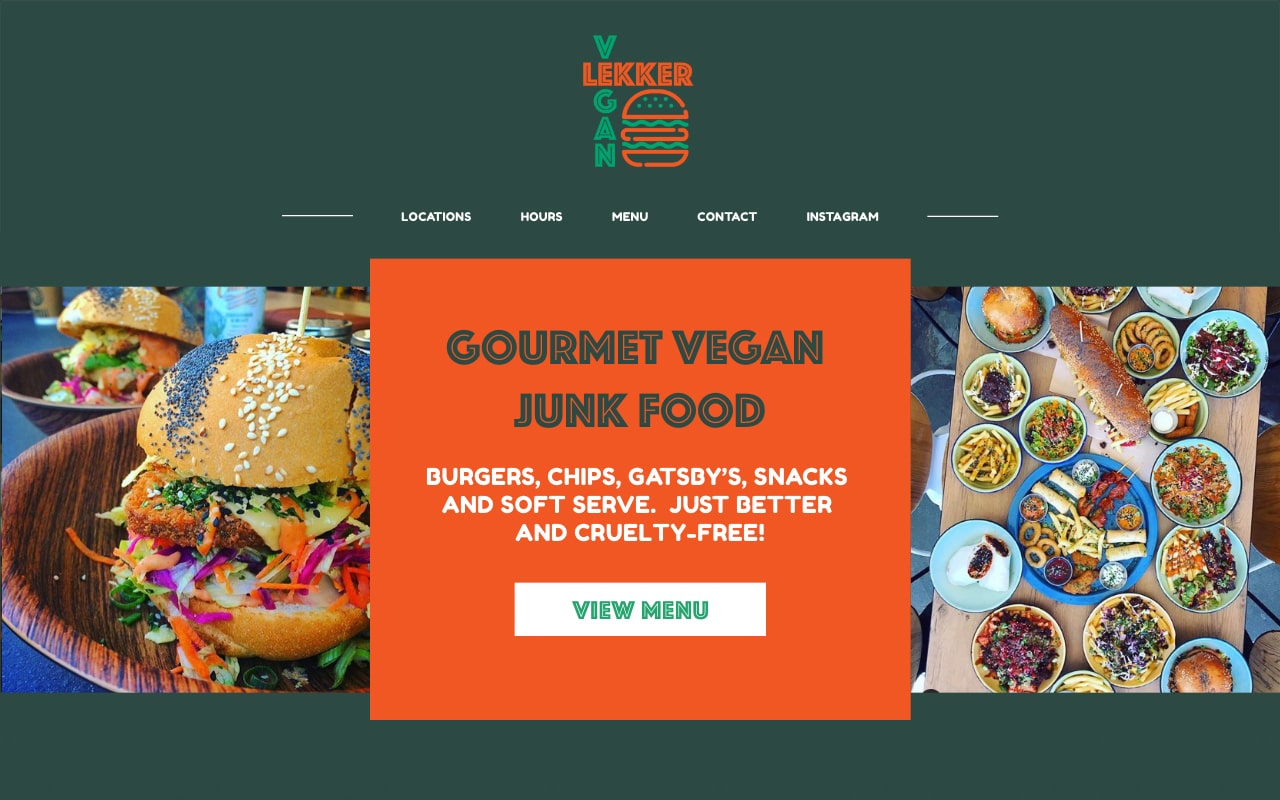 V
LEKKER
G
A
N
LOCATIONS HOURS MENU CONTACT INSTAGRAM
GOURMET VEGAN
JUNK FOOD
BURGERS, CHIPS, GATSBY’S, SNACKS
AND SOFT SERVE.  JUST BETTER
AND CRUELTY-FREE!
VIEW MENU